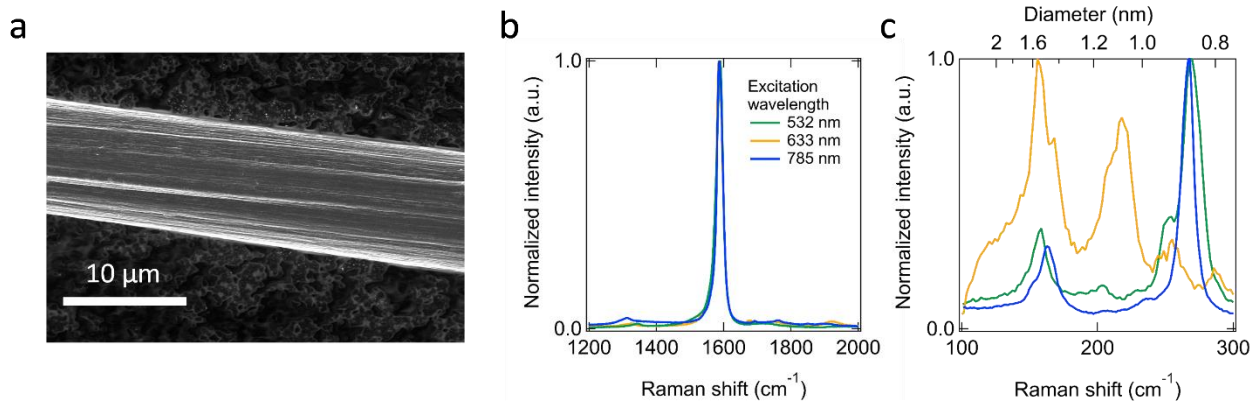 a
10 µm
b
Normalized intensity (a.u.)
1.0
0.0
Excitation
wavelength
532 nm
633 nm
785 nm
1200
1400
1600
1800
2000
Raman shift (cm⁻¹)
c
Diameter (nm)
2
1.6
1.2
1.0
0.8
Normalized intensity (a.u.)
1.0
0.0
100
200
300
Raman shift (cm⁻¹)